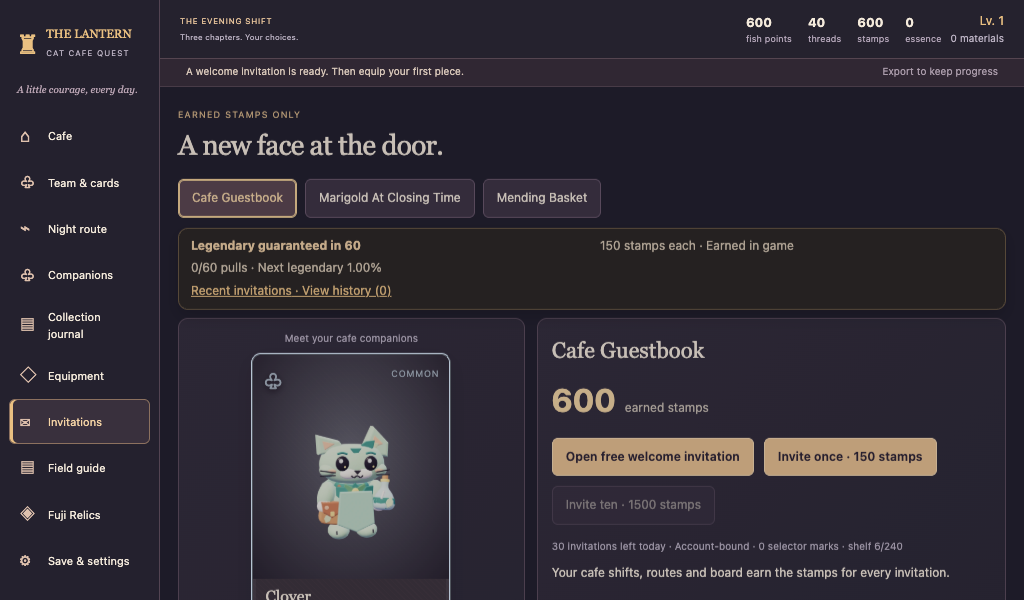 THE LANTERN
CAT CAFE QUEST
A little courage, every day.
Cafe
Team & cards
Night route
Companions
Collection
journal
Equipment
Invitations
Field guide
Fuji Relics
Save & settings
THE EVENING SHIFT
Three chapters. Your choices.
600
fish points
40
threads
600
stamps
0
essence
Lv. 1
0 materials
A welcome invitation is ready. Then equip your first piece.
Export to keep progress
EARNED STAMPS ONLY
A new face at the door.
Cafe Guestbook
Marigold At Closing Time
Mending Basket
Legendary guaranteed in 60
150 stamps each · Earned in game
0/60 pulls · Next legendary 1.00%
Recent invitations · View history (0)
Meet your cafe companions
COMMON
Clover
Cafe Guestbook
600 earned stamps
Open free welcome invitation
Invite once · 150 stamps
Invite ten · 1500 stamps
30 invitations left today · Account-bound · 0 selector marks · shelf 6/240
Your cafe shifts, routes and board earn the stamps for every invitation.